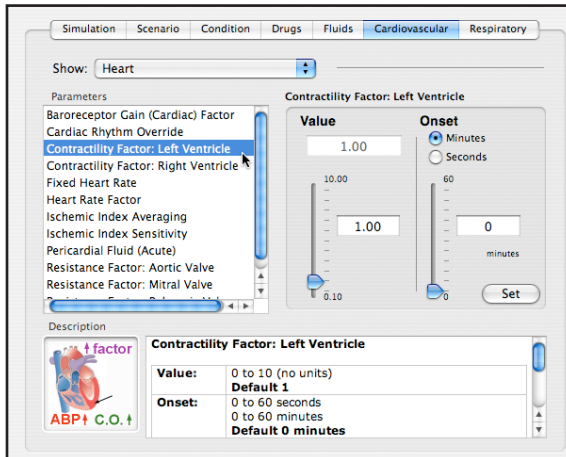 Simulation Scenario Condition Drugs Fluids Cardiovascular Respiratory
Show: Heart
Parameters
Baroreceptor Gain (Cardiac) Factor
Cardiac Rhythm Override
Contractility Factor: Left Ventricle
Contractility Factor: Right Ventricle
Fixed Heart Rate
Heart Rate Factor
Ischemic Index Averaging
Ischemic Index Sensitivity
Pericardial Fluid (Acute)
Resistance Factor: Aortic Valve
Resistance Factor: Mitral Valve
Contractility Factor: Left Ventricle
Value Onset
Minutes
1.00
Seconds
10.00 60
1.00 0
minutes
0.10 0 Set
Description
factor
ABP C.O.
Contractility Factor: Left Ventricle
Value: 0 to 10 (no units)
Default 1
Onset: 0 to 60 seconds
0 to 60 minutes
Default 0 minutes